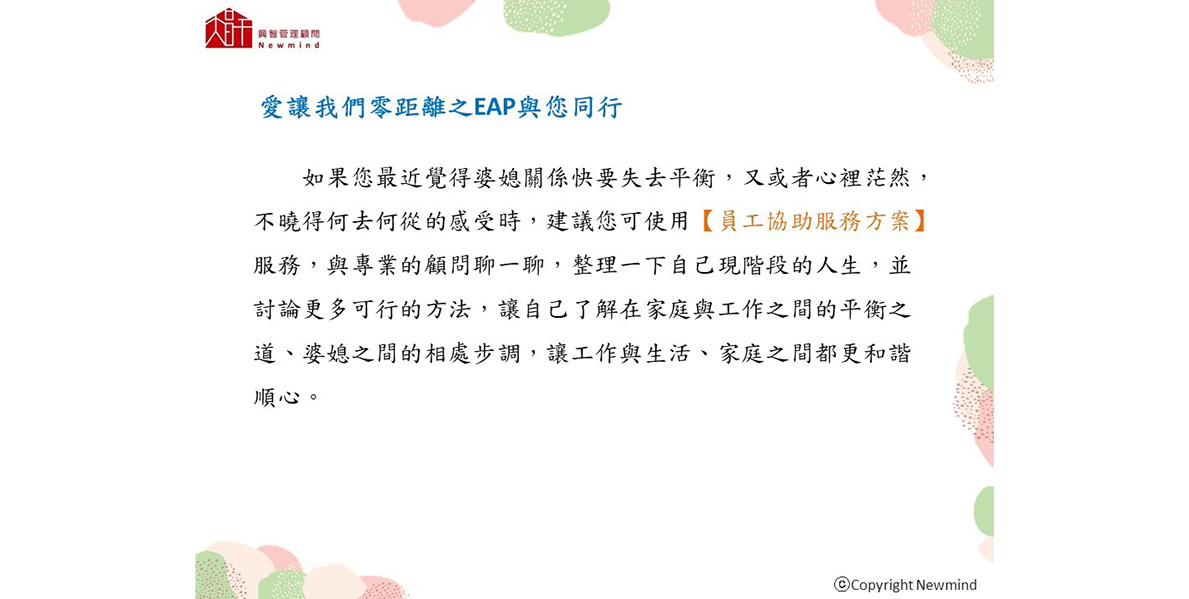 興智管理顧問
Newmind
愛讓我們零距離之EAP與您同行
如果您最近覺得婆媳關係快要失去平衡，又或者心裡茫然，
不曉得何去何從的感受時，建議您可使用【員工協助服務方案】
服務，與專業的顧問聊一聊，整理一下自己現階段的人生，並
討論更多可行的方法，讓自己了解在家庭與工作之間的平衡之
道、婆媳之間的相處步調，讓工作與生活、家庭之間都更和諧
順心。
©Copyright Newmind